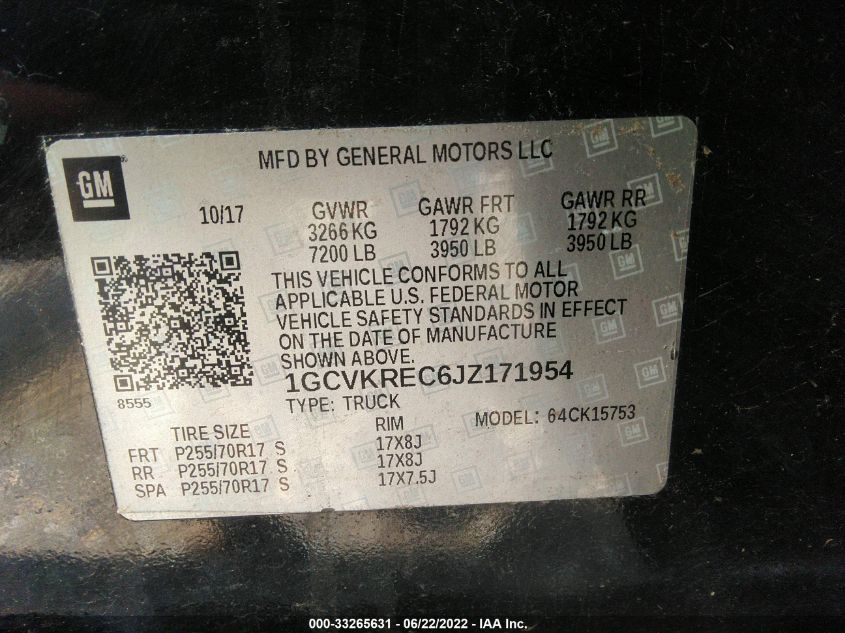 GM
MFD BY GENERAL MOTORS LLC
10/17 GVWR GAWR FRT GAWR RR
3266 KG 1792 KG 1792 KG
7200 LB 3950 LB 3950 LB
THIS VEHICLE CONFORMS TO ALL
APPLICABLE U.S. FEDERAL MOTOR
VEHICLE SAFETY STANDARDS IN EFFECT
ON THE DATE OF MANUFACTURE
SHOWN ABOVE.
8555
1GCVKREC6JZ171954
TYPE: TRUCK MODEL: 64CK15753
TIRE SIZE RIM
FRT P255/70R17 S 17X8J
RR P255/70R17 S 17X8J
SPA P255/70R17 S 17X7.5J
000-33265631 - 06/22/2022 - IAA Inc.